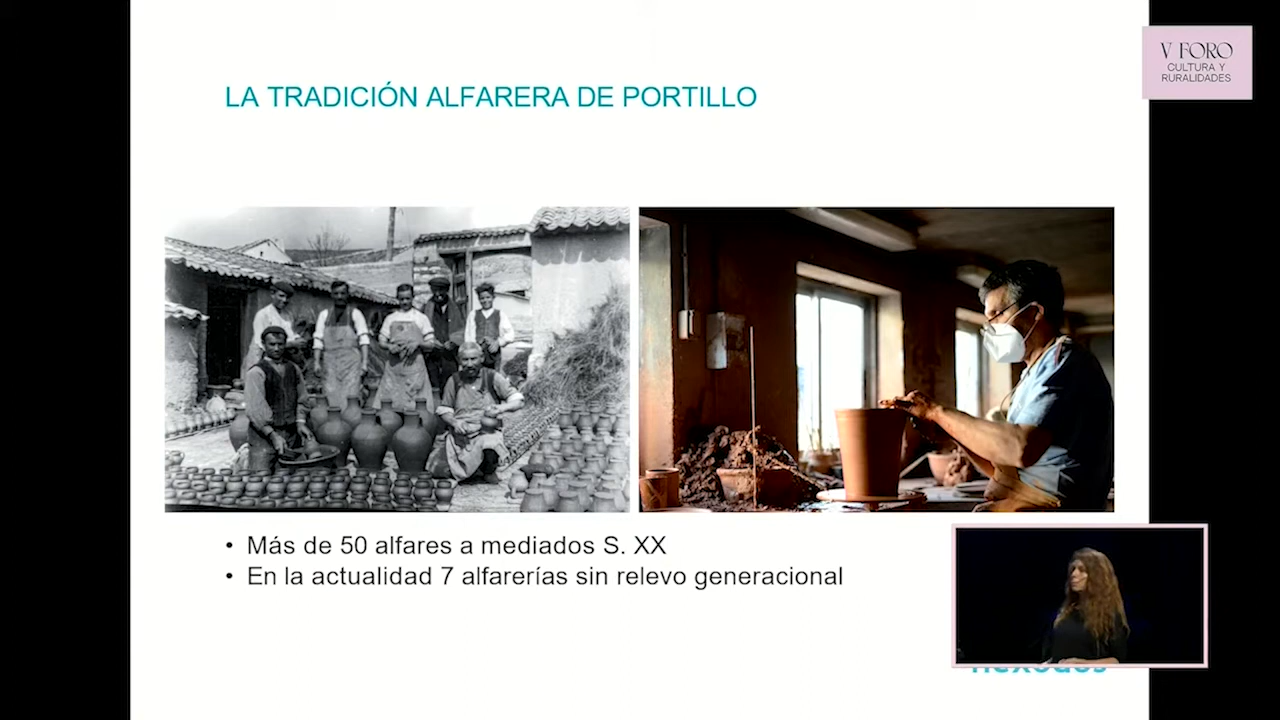 LA TRADICIÓN ALFARERA DE PORTILLO
V FORO
CULTURA Y
RURALIDADES
• Más de 50 alfares a mediados S. XX
• En la actualidad 7 alfarerías sin relevo generacional